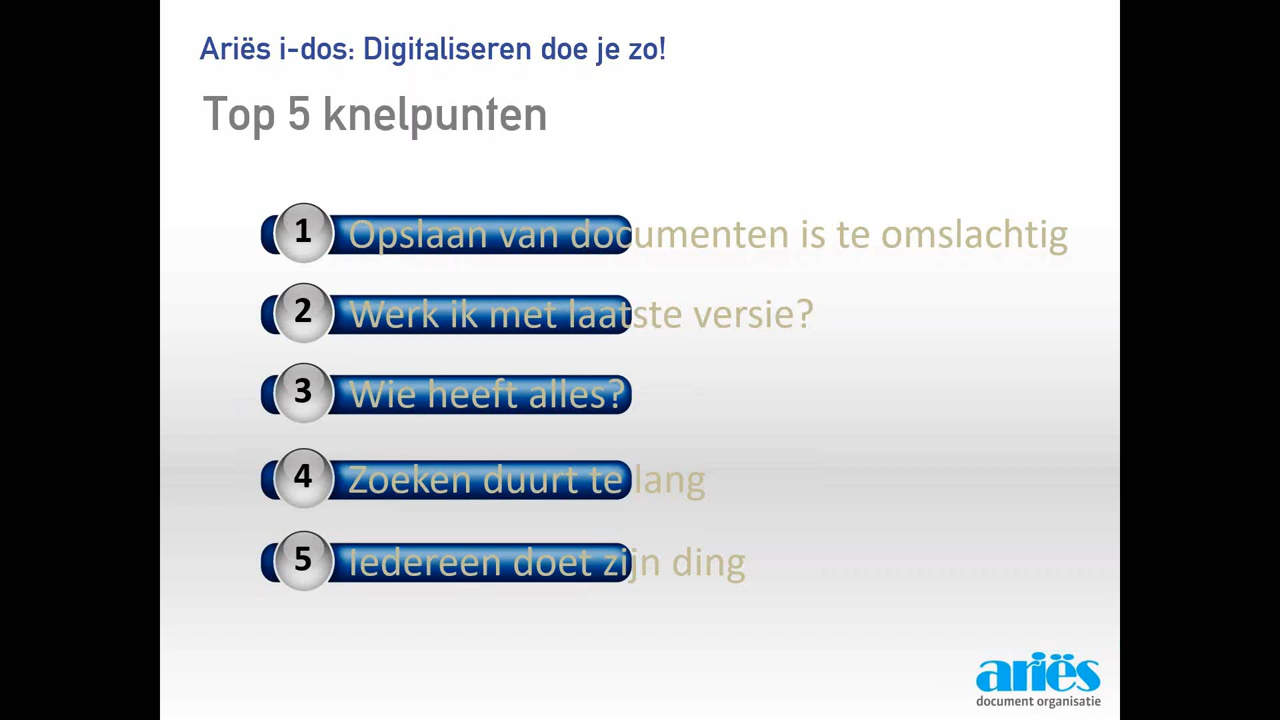 Ariës i-dos: Digitaliseren doe je zo!
Top 5 knelpunten
1 Opslaan van documenten is te omslachtig
2 Werk ik met laatste versie?
3 Wie heeft alles?
4 Zoeken duurt te lang
5 Iedereen doet zijn ding
ariës
document organisatie